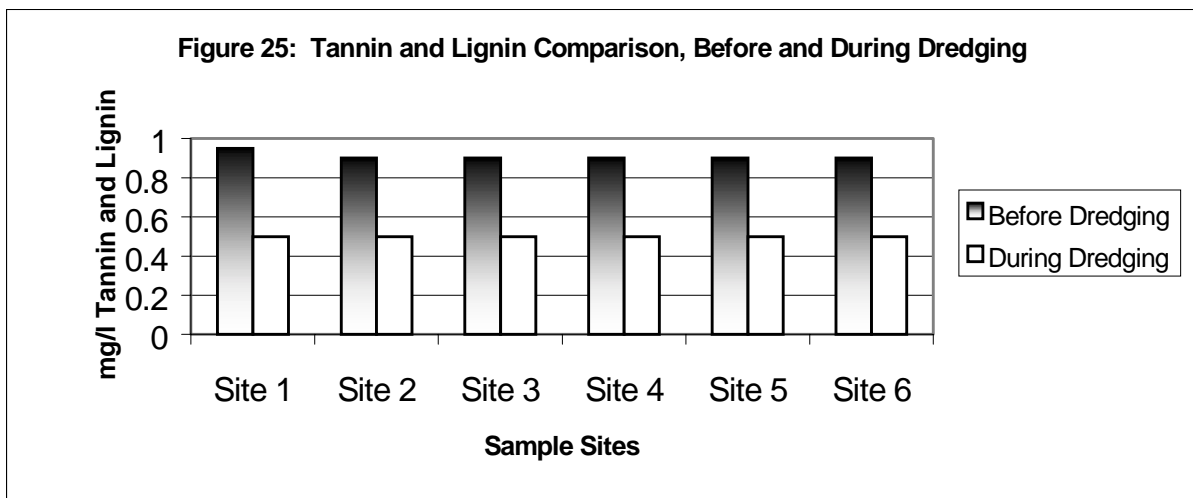 Figure 25: Tannin and Lignin Comparison, Before and During Dredging
mg/l Tannin and Lignin
1
0.8
0.6
0.4
0.2
0
Site 1 Site 2 Site 3 Site 4 Site 5 Site 6
Sample Sites
Before Dredging
During Dredging